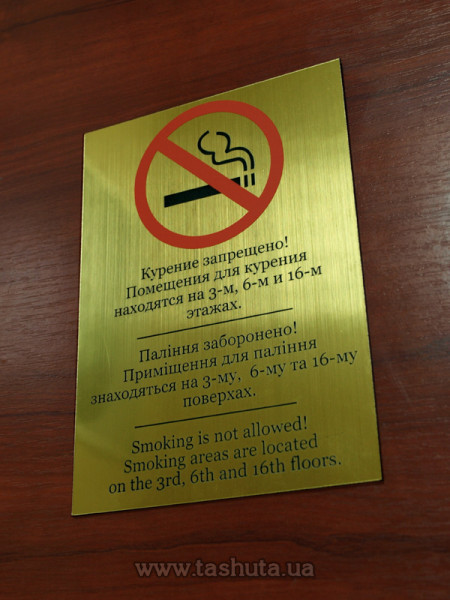 Курение запрещено!
Помещения для курения
находятся на 3-м, 6-м и 16-м
этажах.
Паління заборонено!
Приміщення для паління
знаходяться на 3-му, 6-му та 16-му
поверхах.
Smoking is not allowed!
Smoking areas are located
on the 3rd, 6th and 16th floors.
www.tashuta.ua